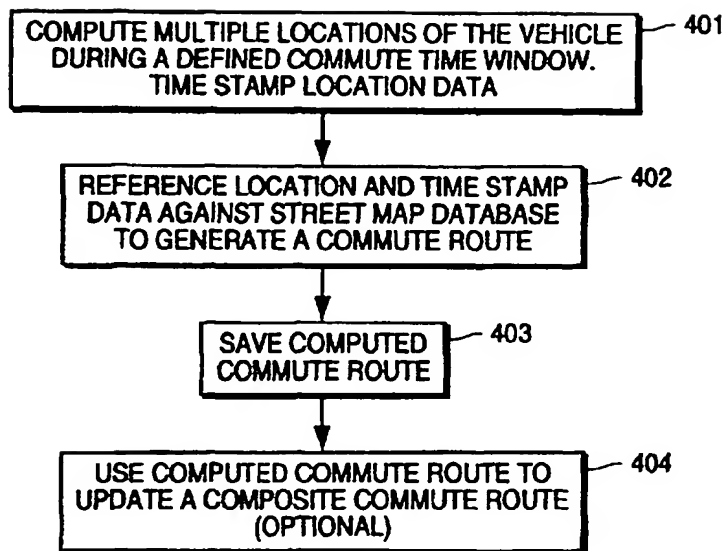 COMPUTE MULTIPLE LOCATIONS OF THE VEHICLE
DURING A DEFINED COMMUTE TIME WINDOW.
TIME STAMP LOCATION DATA
401
REFERENCE LOCATION AND TIME STAMP
DATA AGAINST STREET MAP DATABASE
TO GENERATE A COMMUTE ROUTE
402
SAVE COMPUTED
COMMUTE ROUTE
403
USE COMPUTED COMMUTE ROUTE TO
UPDATE A COMPOSITE COMMUTE ROUTE
(OPTIONAL)
404